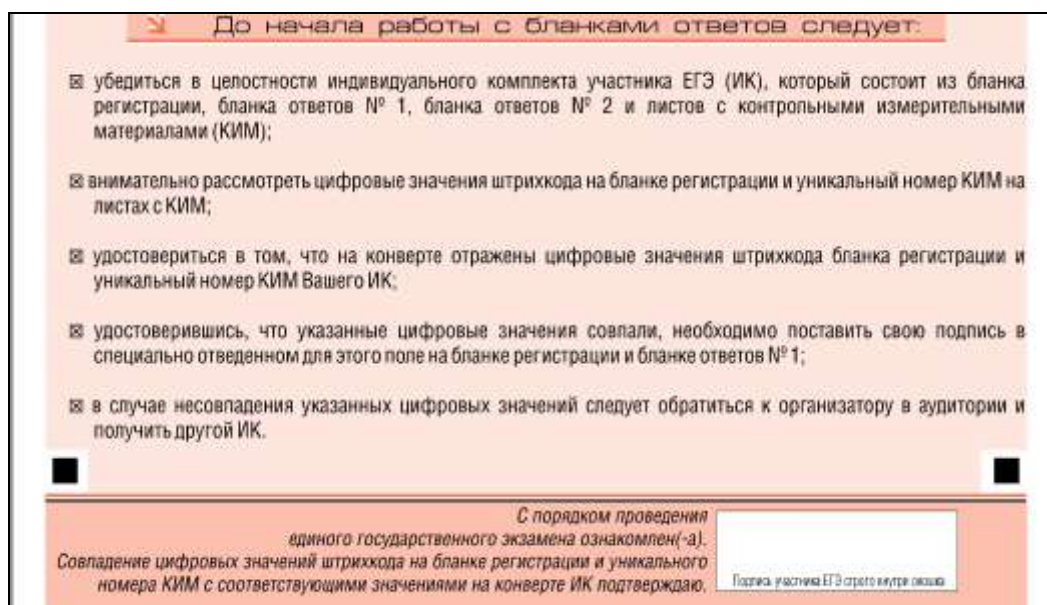 До начала работы с бланками ответов следует:
убедиться в целостности индивидуального комплекта участника ЕГЭ (ИК), который состоит из бланка
регистрации, бланка ответов № 1, бланка ответов № 2 и листов с контрольными измерительными
материалами (КИМ);
внимательно рассмотреть цифровые значения штрихкода на бланке регистрации и уникальный номер КИМ на
листах с КИМ;
удостовериться в том, что на конверте отражены цифровые значения штрихкода бланка регистрации и
уникальный номер КИМ Вашего ИК;
удостоверившись, что указанные цифровые значения совпали, необходимо поставить свою подпись в
специально отведенном для этого поле на бланке регистрации и бланке ответов № 1;
в случае несовпадения указанных цифровых значений следует обратиться к организатору в аудитории и
получить другой ИК.
С порядком проведения
единого государственного экзамена ознакомлен(-а).
Совпадение цифровых значений штрихкода на бланке регистрации и уникального
номера КИМ с соответствующими значениями на конверте ИК подтверждаю.
Подпись участника ЕГЭ строго внутри окошка